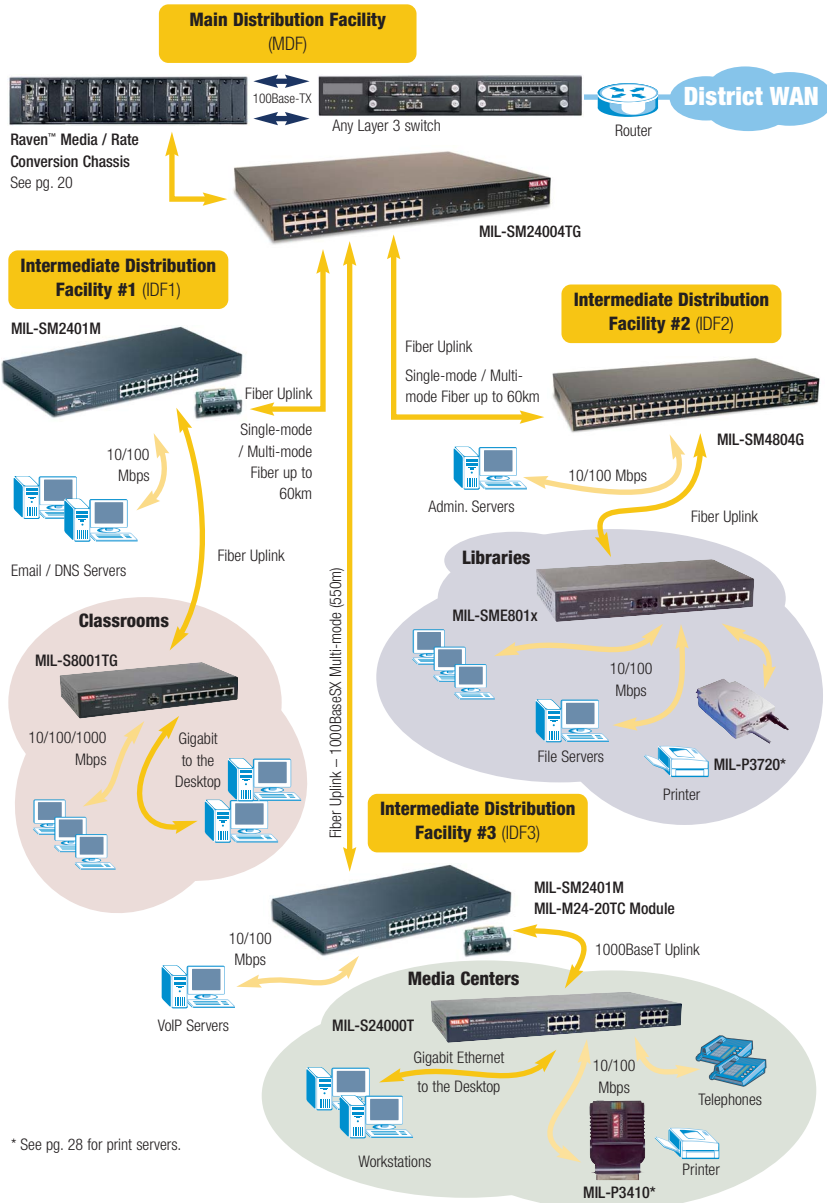 Main Distribution Facility
(MDF)
100Base-TX
Raven™ Media / Rate
Conversion Chassis
See pg. 20
Any Layer 3 switch
Router
District WAN
MILAN
MIL-SM24004TG
Intermediate Distribution
Facility #1 (IDF1)
MIL-SM2401M
10/100
Mbps
Email / DNS Servers
Fiber Uplink
Single-mode
/ Multi-mode
Fiber up to
60km
Fiber Uplink
Classrooms
MIL-S8001TG
10/100/1000
Mbps
Gigabit
to the
Desktop
Fiber Uplink – 1000BaseSX Multi-mode (550m)
Intermediate Distribution
Facility #2 (IDF2)
Fiber Uplink
Single-mode / Multi-
mode Fiber up to 60km
MIL-SM4804G
10/100 Mbps
Admin. Servers
Fiber Uplink
Libraries
MILAN
MIL-SME801x
10/100
Mbps
File Servers
MIL-P3720*
Printer
Intermediate Distribution
Facility #3 (IDF3)
MIL-SM2401M
MIL-M24-20TC Module
10/100
Mbps
VoIP Servers
1000BaseT Uplink
Media Centers
MIL-S24000T
MILAN
Gigabit Ethernet
to the Desktop
Workstations
10/100
Mbps
Telephones
MILAN
Printer
MIL-P3410*
* See pg. 28 for print servers.